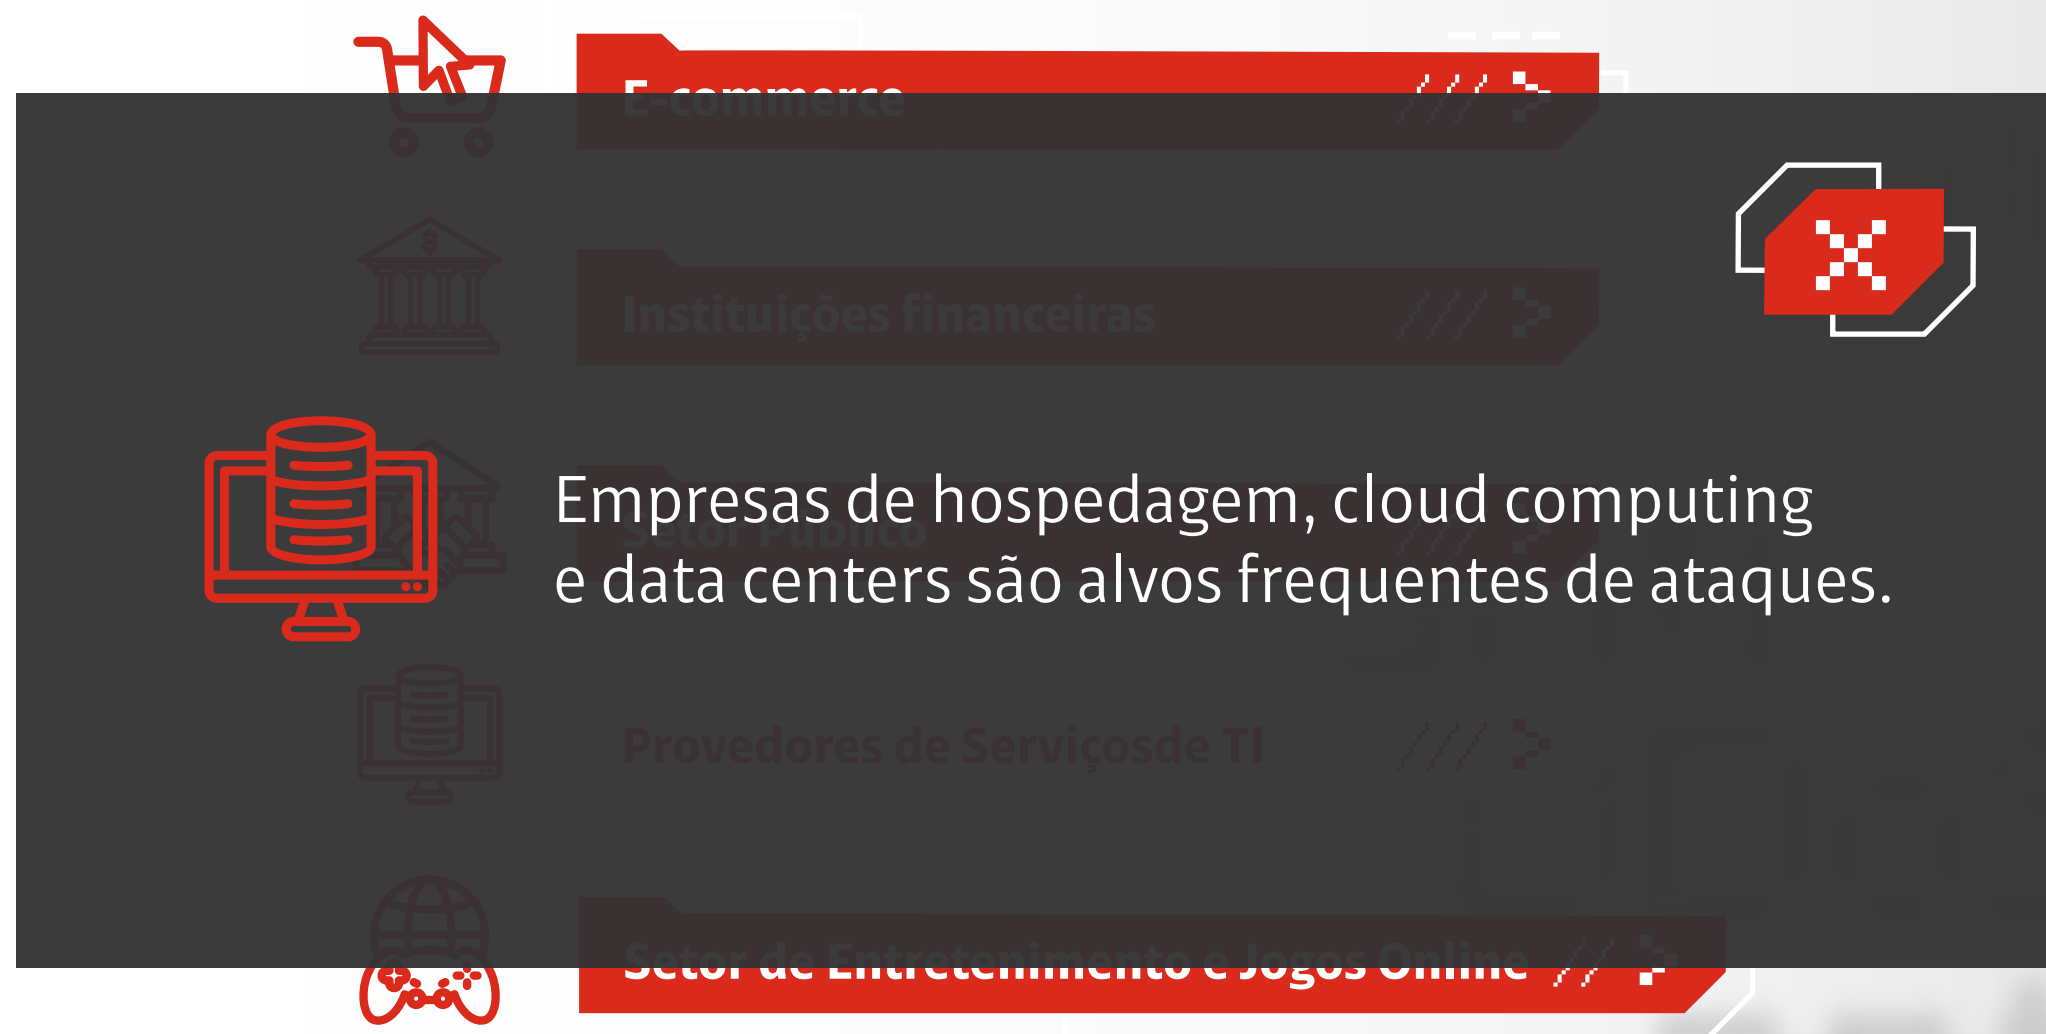 E-commerce
Instituições financeiras
Setor Público
Empresas de hospedagem, cloud computing
e data centers são alvos frequentes de ataques.
Provedores de Serviçosde TI
Setor de Entretenimento e Jogos Online